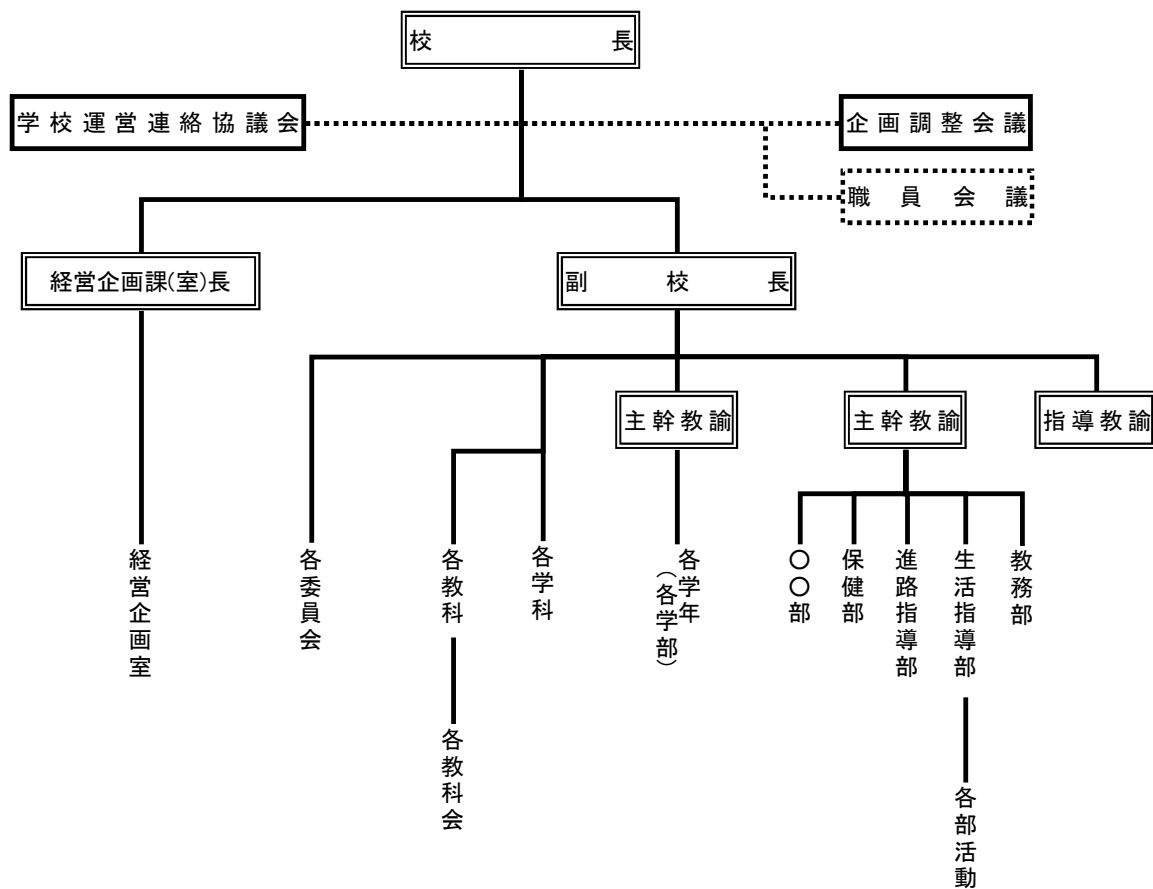 校長
学校運営連絡協議会
企画調整会議
職員会議
経営企画課(室)長
副校長
主幹教諭
主幹教諭
指導教諭
経営企画室
各委員会
各教科
各学科
各学年
（各学部）
〇〇部
保健部
進路指導部
生活指導部
教務部
各教科会
各部活動